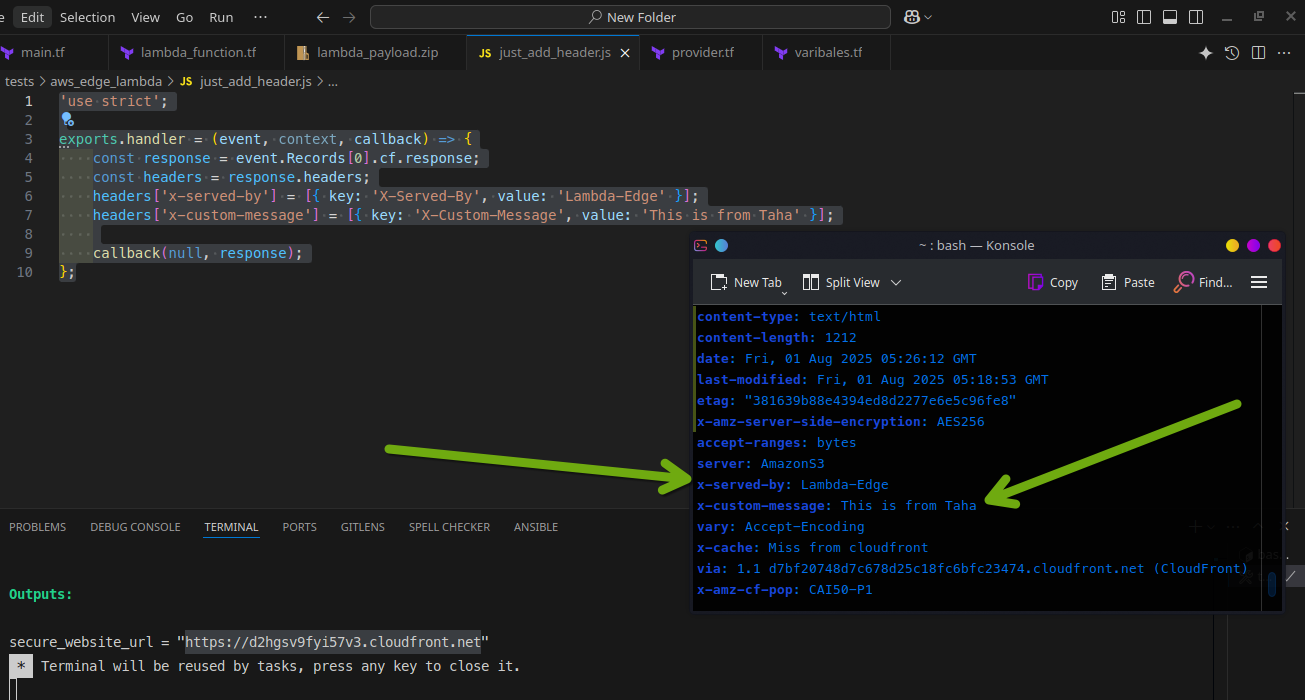 e Edit Selection View Go Run ··· New Folder
main.tf lambda_function.tf lambda_payload.zip JS just_add_header.js provider.tf varibales.tf
tests > aws_edge_lambda > JS just_add_header.js > ...
1 'use strict';
2
3 exports.handler = (event, context, callback) => {
4 const response = event.Records[0].cf.response;
5 const headers = response.headers;
6 headers['x-served-by'] = [{ key: 'X-Served-By', value: 'Lambda-Edge' }];
7 headers['x-custom-message'] = [{ key: 'X-Custom-Message', value: 'This is from Taha' }];
8
9 callback(null, response);
10 };
~ : bash — Konsole
New Tab Split View Copy Paste Find...
content-type: text/html
content-length: 1212
date: Fri, 01 Aug 2025 05:26:12 GMT
last-modified: Fri, 01 Aug 2025 05:18:53 GMT
etag: "381639b88e4394ed8d2277e6e5c96fe8"
x-amz-server-side-encryption: AES256
accept-ranges: bytes
server: AmazonS3
x-served-by: Lambda-Edge
x-custom-message: This is from Taha
vary: Accept-Encoding
x-cache: Miss from cloudfront
via: 1.1 d7bf20748d7c678d25c18fc6bfc23474.cloudfront.net (CloudFront)
x-amz-cf-pop: CAI50-P1
PROBLEMS DEBUG CONSOLE TERMINAL PORTS GITLENS SPELL CHECKER ANSIBLE
Outputs:
secure_website_url = "https://d2hgsv9fyi57v3.cloudfront.net"
* Terminal will be reused by tasks, press any key to close it.